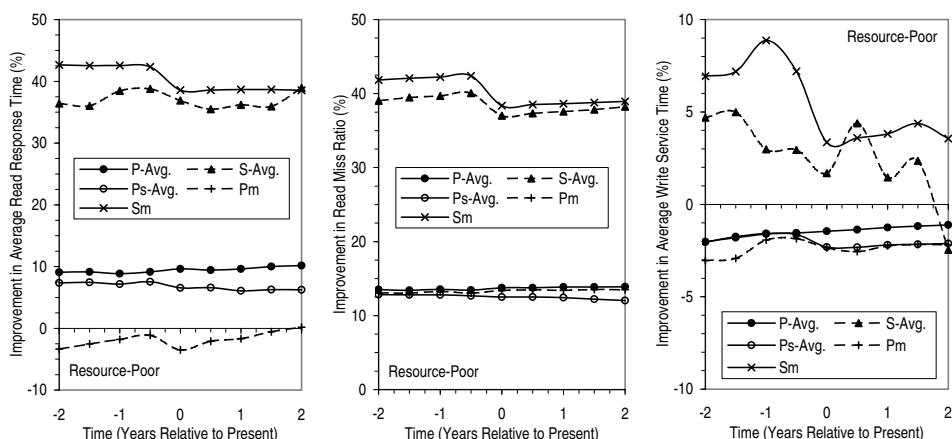 Improvement in Average Read Response Time (%)
50
40
30
20
10
0
-10
P-Avg. S-Avg.
Ps-Avg. Pm
Sm
Resource-Poor
-2 -1 0 1 2
Time (Years Relative to Present)
Improvement in Read Miss Ratio (%)
50
40
30
20
10
0
P-Avg. S-Avg.
Ps-Avg. Pm
Sm
Resource-Poor
-2 -1 0 1 2
Time (Years Relative to Present)
Improvement in Average Write Service Time (%)
10
5
0
-5
-10
Resource-Poor
P-Avg. S-Avg.
Ps-Avg. Pm
Sm
-2 -1 0 1 2
Time (Years Relative to Present)